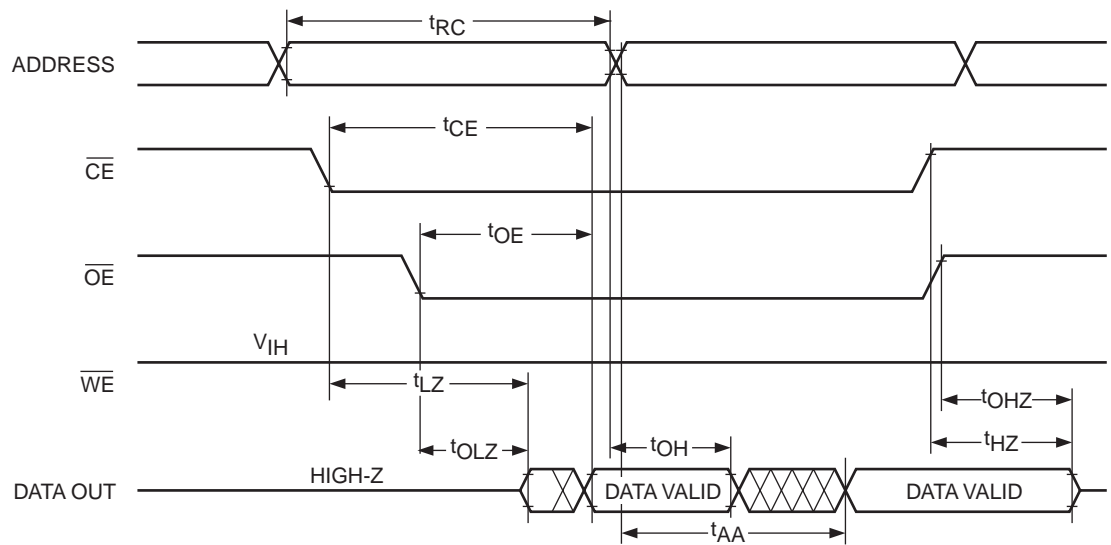 tRC
ADDRESS
tCE
CE
tOE
OE
VIH
WE
tLZ
tOHZ
tOLZ
tOH
tHZ
HIGH-Z
DATA OUT
DATA VALID
DATA VALID
tAA